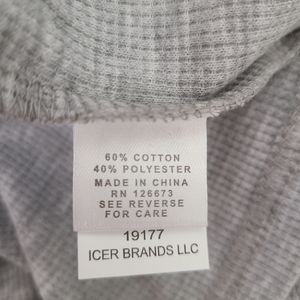 60% COTTON
40% POLYESTER
MADE IN CHINA
RN 126673
SEE REVERSE
FOR CARE
19177
ICER BRANDS LLC